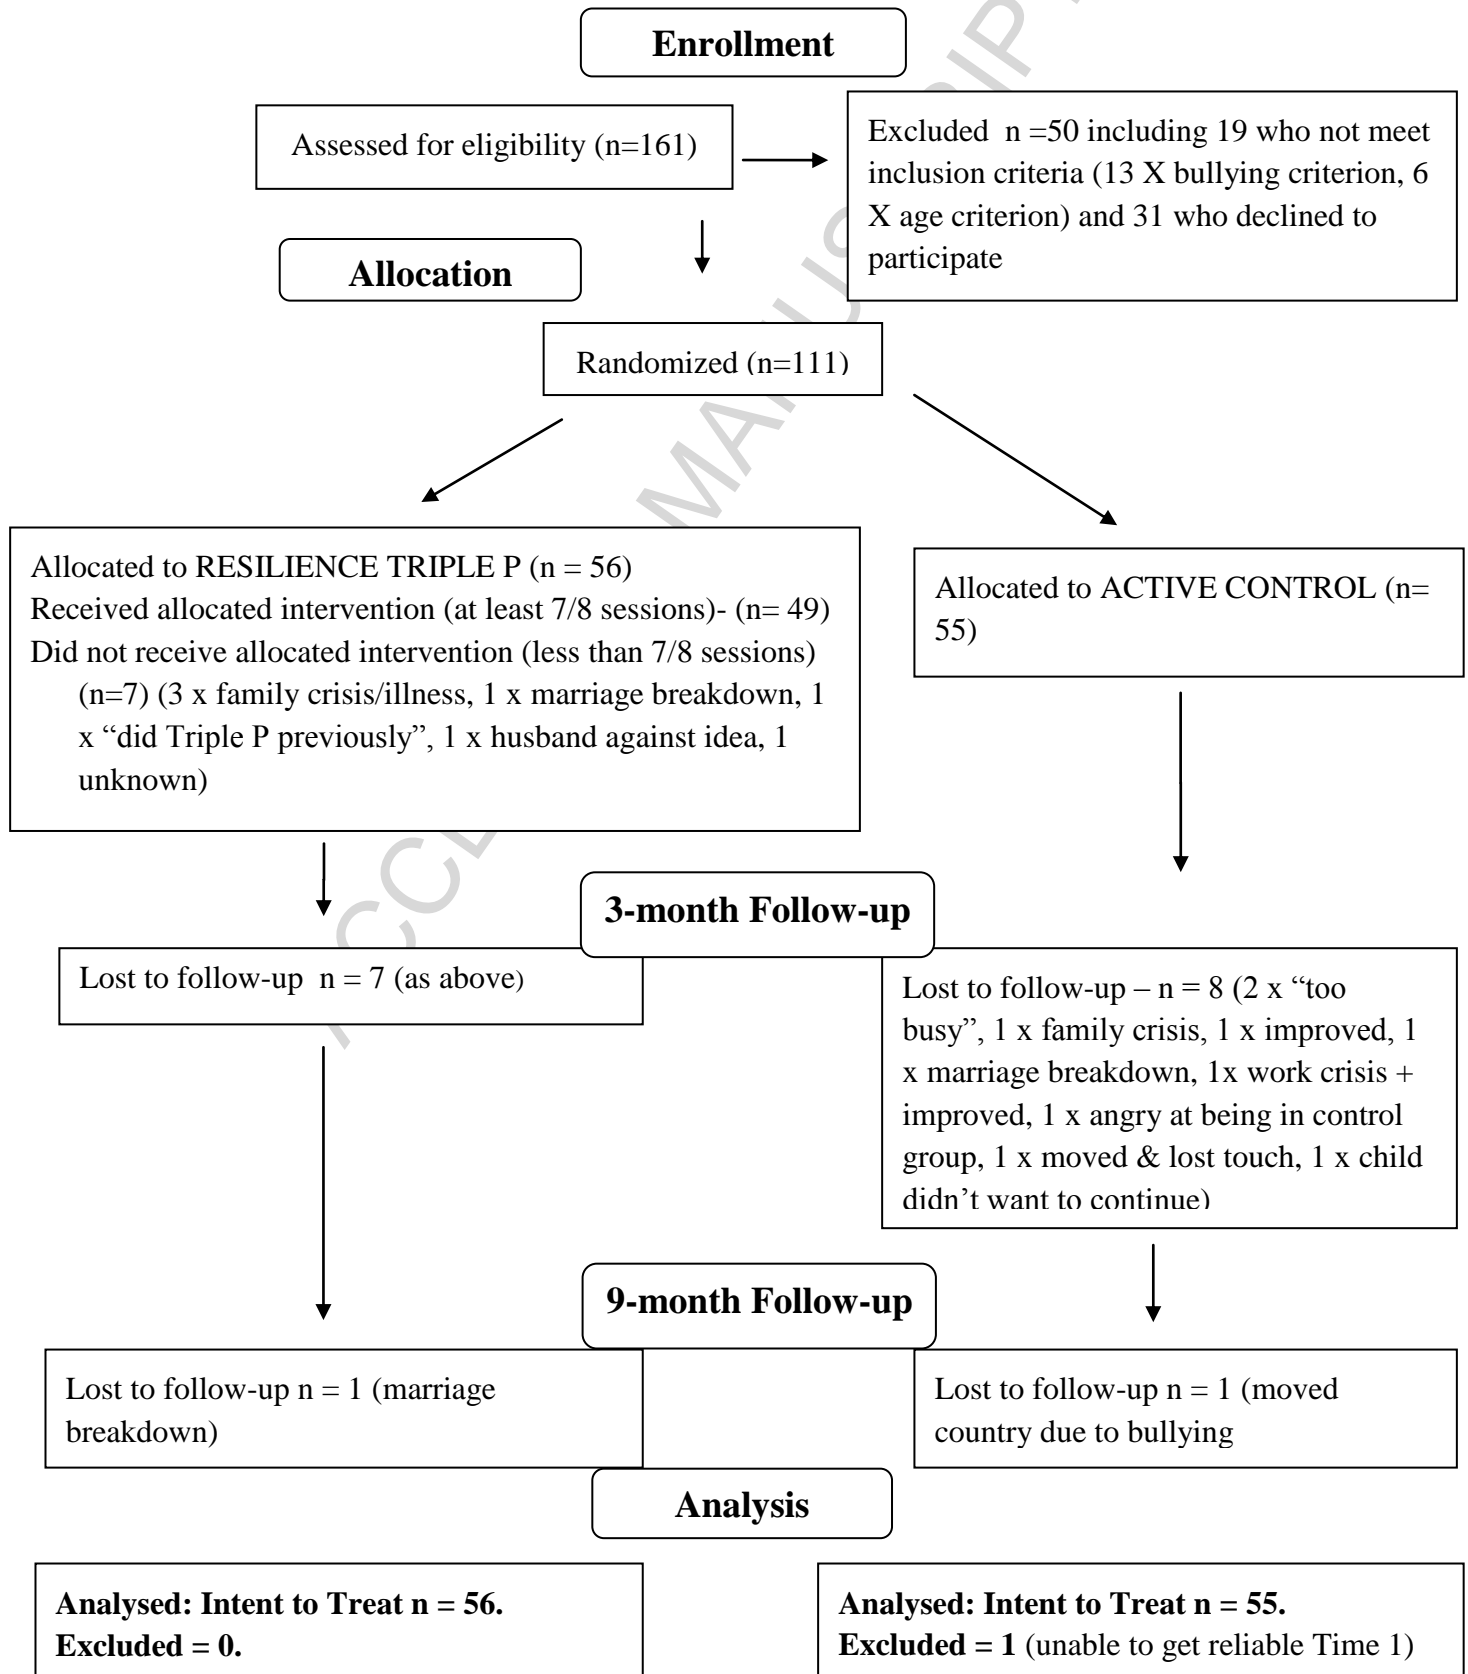 Enrollment
Assessed for eligibility (n=161)
Excluded  n =50 including 19 who not meet
inclusion criteria (13 X bullying criterion, 6
X age criterion) and 31 who declined to
participate
Allocation
Randomized (n=111)
Allocated to RESILIENCE TRIPLE P (n = 56)
Received allocated intervention (at least 7/8 sessions)- (n= 49)
Did not receive allocated intervention (less than 7/8 sessions)
(n=7) (3 x family crisis/illness, 1 x marriage breakdown, 1
x “did Triple P previously”, 1 x husband against idea, 1
unknown)
Allocated to ACTIVE CONTROL (n=
55)
3-month Follow-up
Lost to follow-up  n = 7 (as above)
Lost to follow-up – n = 8 (2 x “too
busy”, 1 x family crisis, 1 x improved, 1
x marriage breakdown, 1x work crisis +
improved, 1 x angry at being in control
group, 1 x moved & lost touch, 1 x child
didn’t want to continue)
9-month Follow-up
Lost to follow-up n = 1 (marriage
breakdown)
Lost to follow-up n = 1 (moved
country due to bullying
Analysis
Analysed: Intent to Treat n = 56.
Excluded = 0.
Analysed: Intent to Treat n = 55.
Excluded = 1 (unable to get reliable Time 1)